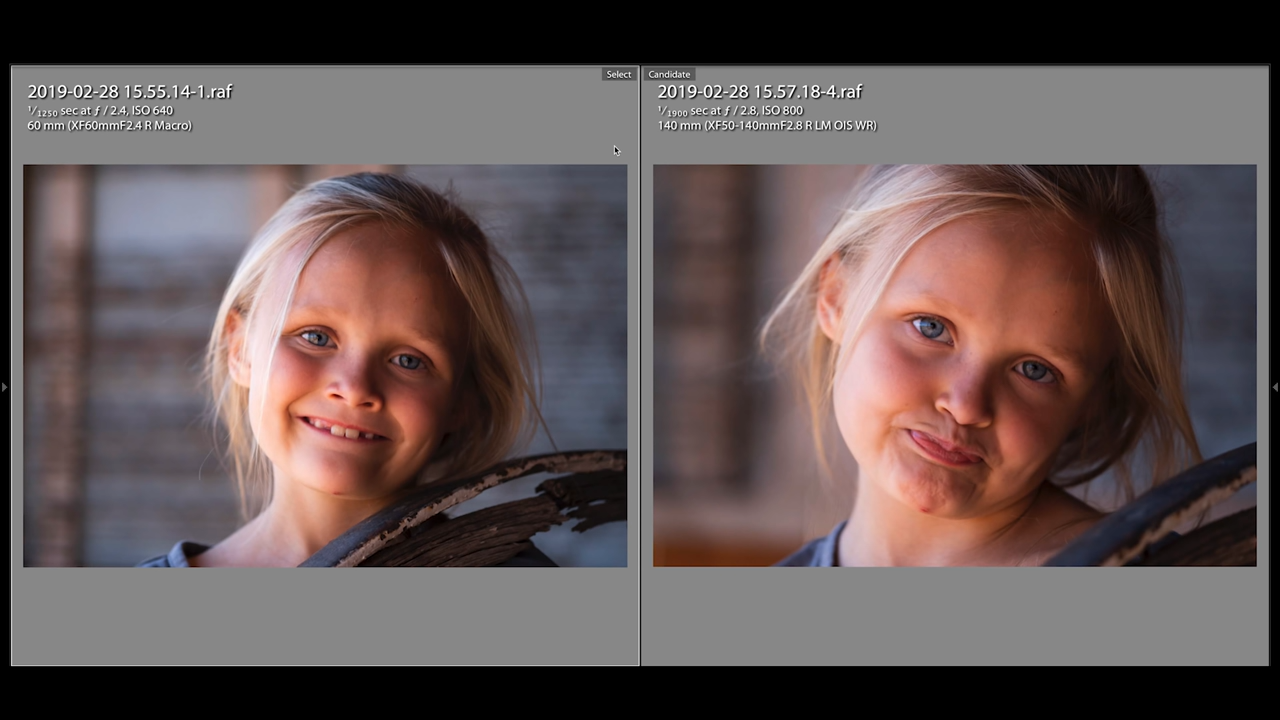 Select
2019-02-28 15.55.14-1.raf
1/1250 sec at ƒ / 2.4, ISO 640
60 mm (XF60mmF2.4 R Macro)
Candidate
2019-02-28 15.57.18-4.raf
1/1900 sec at ƒ / 2.8, ISO 800
140 mm (XF50-140mmF2.8 R LM OIS WR)